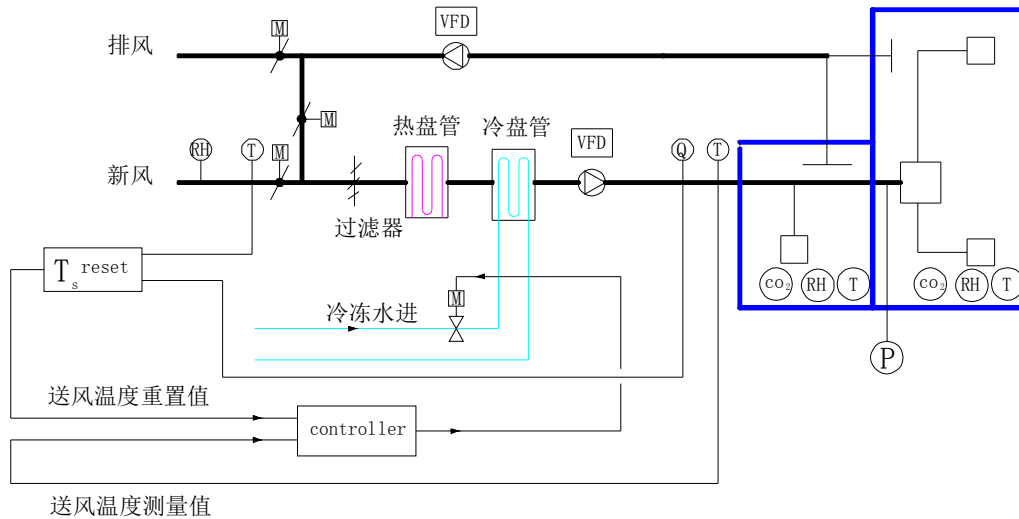 VFD
M
排风
M
热盘管
冷盘管
VFD
RH
T
M
Q
T
新风
过滤器
Ts reset
co₂
RH
T
co₂
RH
T
M
冷冻水进
P
送风温度重置值
controller
送风温度测量值